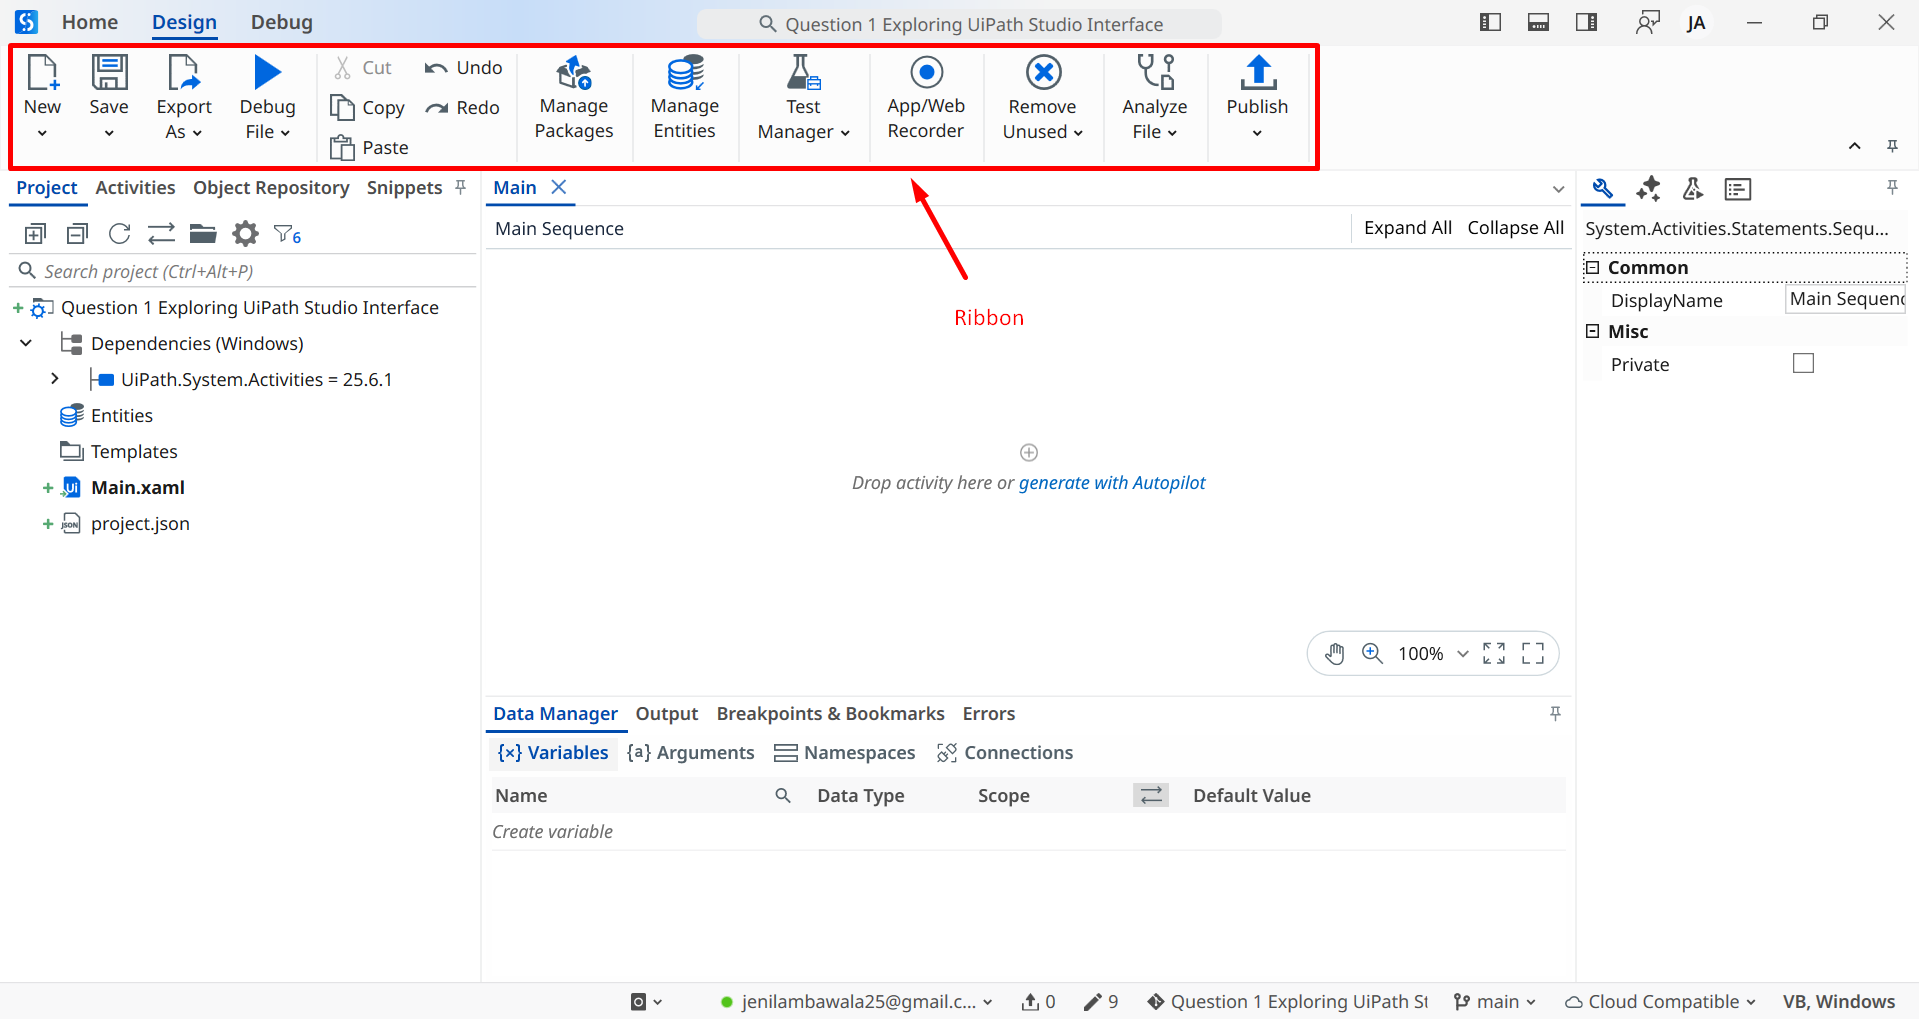 Home Design Debug
Question 1 Exploring UiPath Studio Interface
JA
New
Save
Export As
Debug File
Cut
Copy
Paste
Undo
Redo
Manage Packages
Manage Entities
Test Manager
App/Web Recorder
Remove Unused
Analyze File
Publish
Project Activities Object Repository Snippets
6
Search project (Ctrl+Alt+P)
Question 1 Exploring UiPath Studio Interface
Dependencies (Windows)
UiPath.System.Activities = 25.6.1
Entities
Templates
Ui Main.xaml
JSON project.json
Main
Main Sequence
Expand All Collapse All
Ribbon
Drop activity here or generate with Autopilot
100%
System.Activities.Statements.Sequ...
Common
DisplayName Main Sequenc
Misc
Private
Data Manager Output Breakpoints & Bookmarks Errors
{x} Variables {a} Arguments Namespaces Connections
Name Data Type Scope Default Value
Create variable
jenilambawala25@gmail.c... 0 9 Question 1 Exploring UiPath St main Cloud Compatible VB, Windows